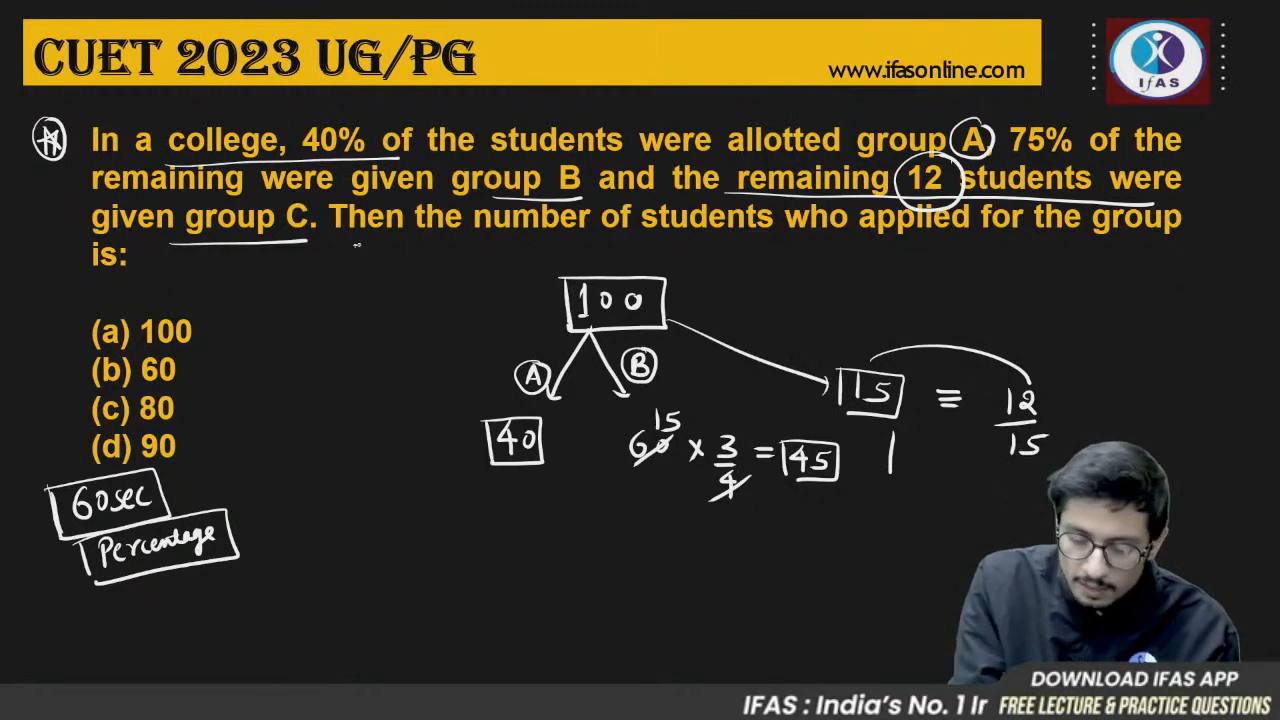 CUET 2023 UG/PG
www.ifasonline.com
IFAS
In a college, 40% of the students were allotted group A, 75% of the
remaining were given group B and the remaining 12 students were
given group C. Then the number of students who applied for the group
is:
(a) 100
(b) 60
(c) 80
(d) 90
60sec
Percentage
100
A B
40
15
60 × 3/4 = 45
15 ≡ 12/15
1
DOWNLOAD IFAS APP
IFAS : India's No. 1 Ir FREE LECTURE & PRACTICE QUESTIONS